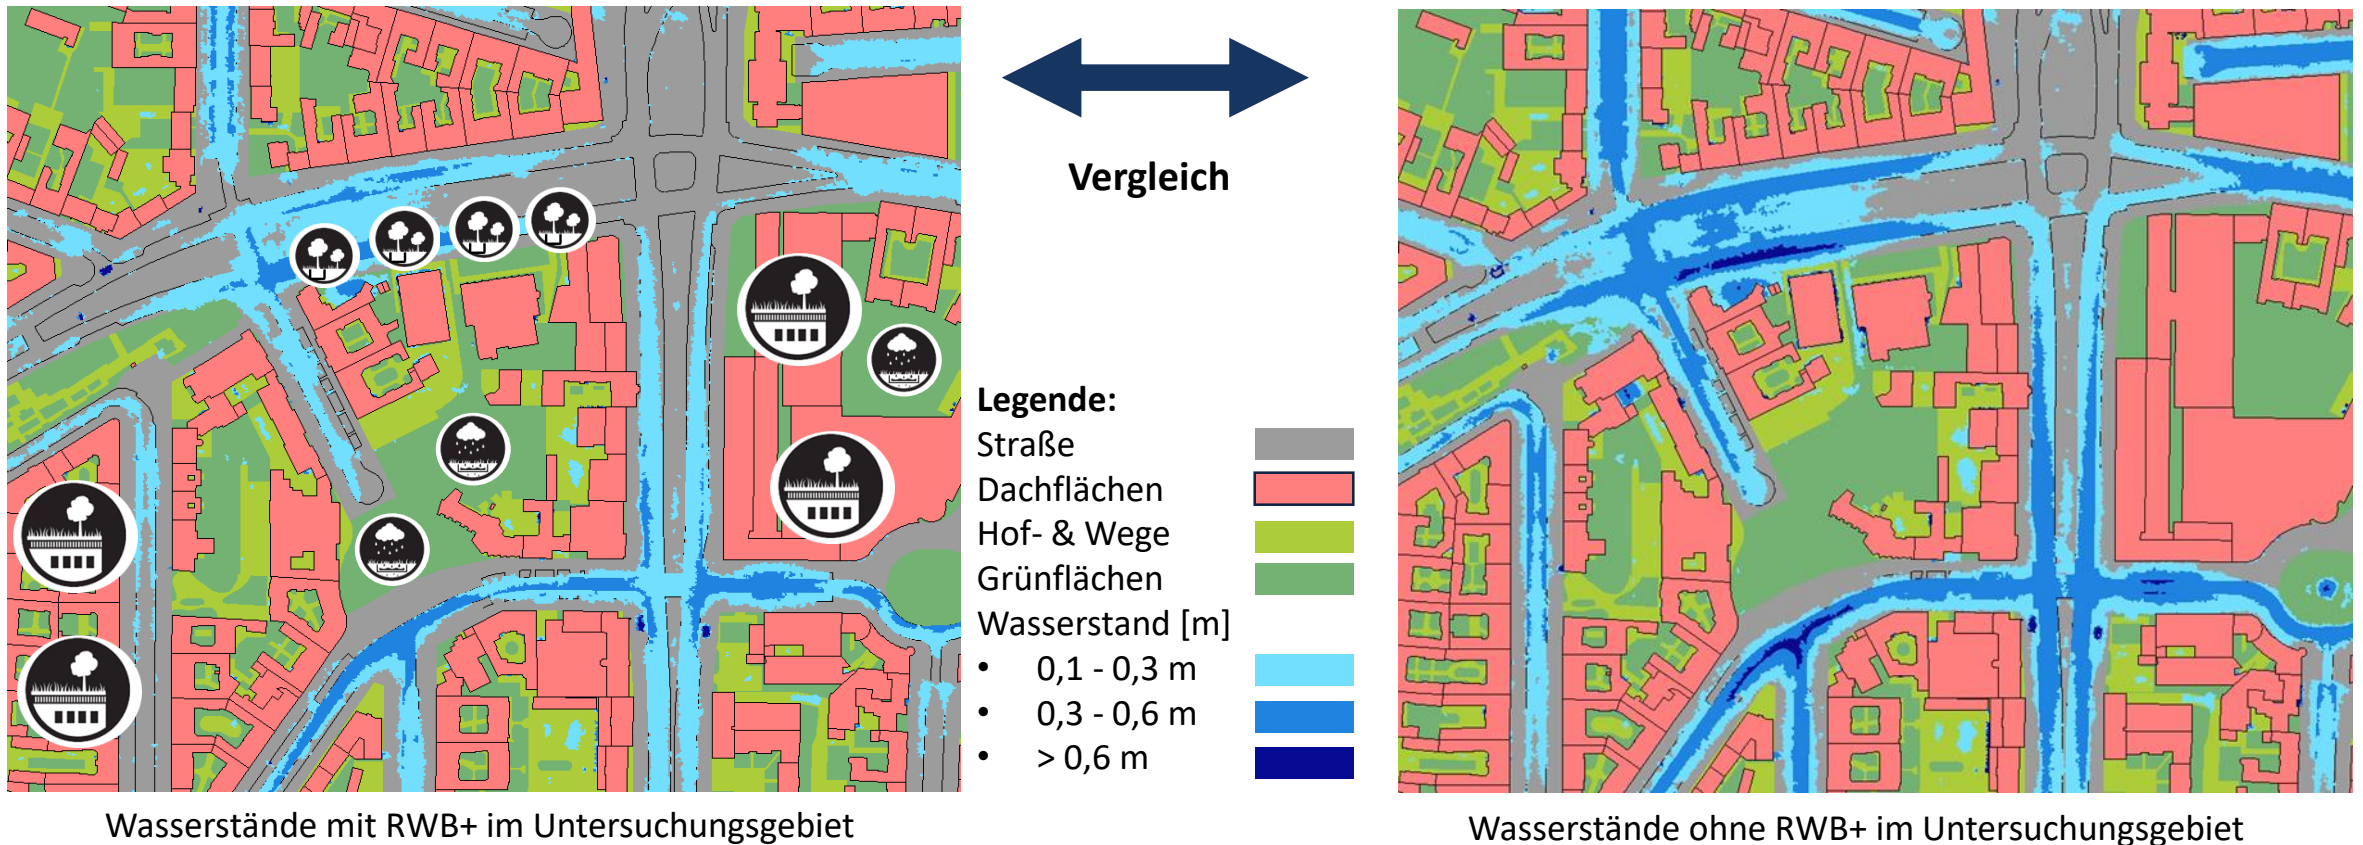 Vergleich
Legende:
Straße
Dachflächen
Hof- & Wege
Grünflächen
Wasserstand [m]
• 0,1 - 0,3 m
• 0,3 - 0,6 m
• > 0,6 m
Wasserstände mit RWB+ im Untersuchungsgebiet
Wasserstände ohne RWB+ im Untersuchungsgebiet